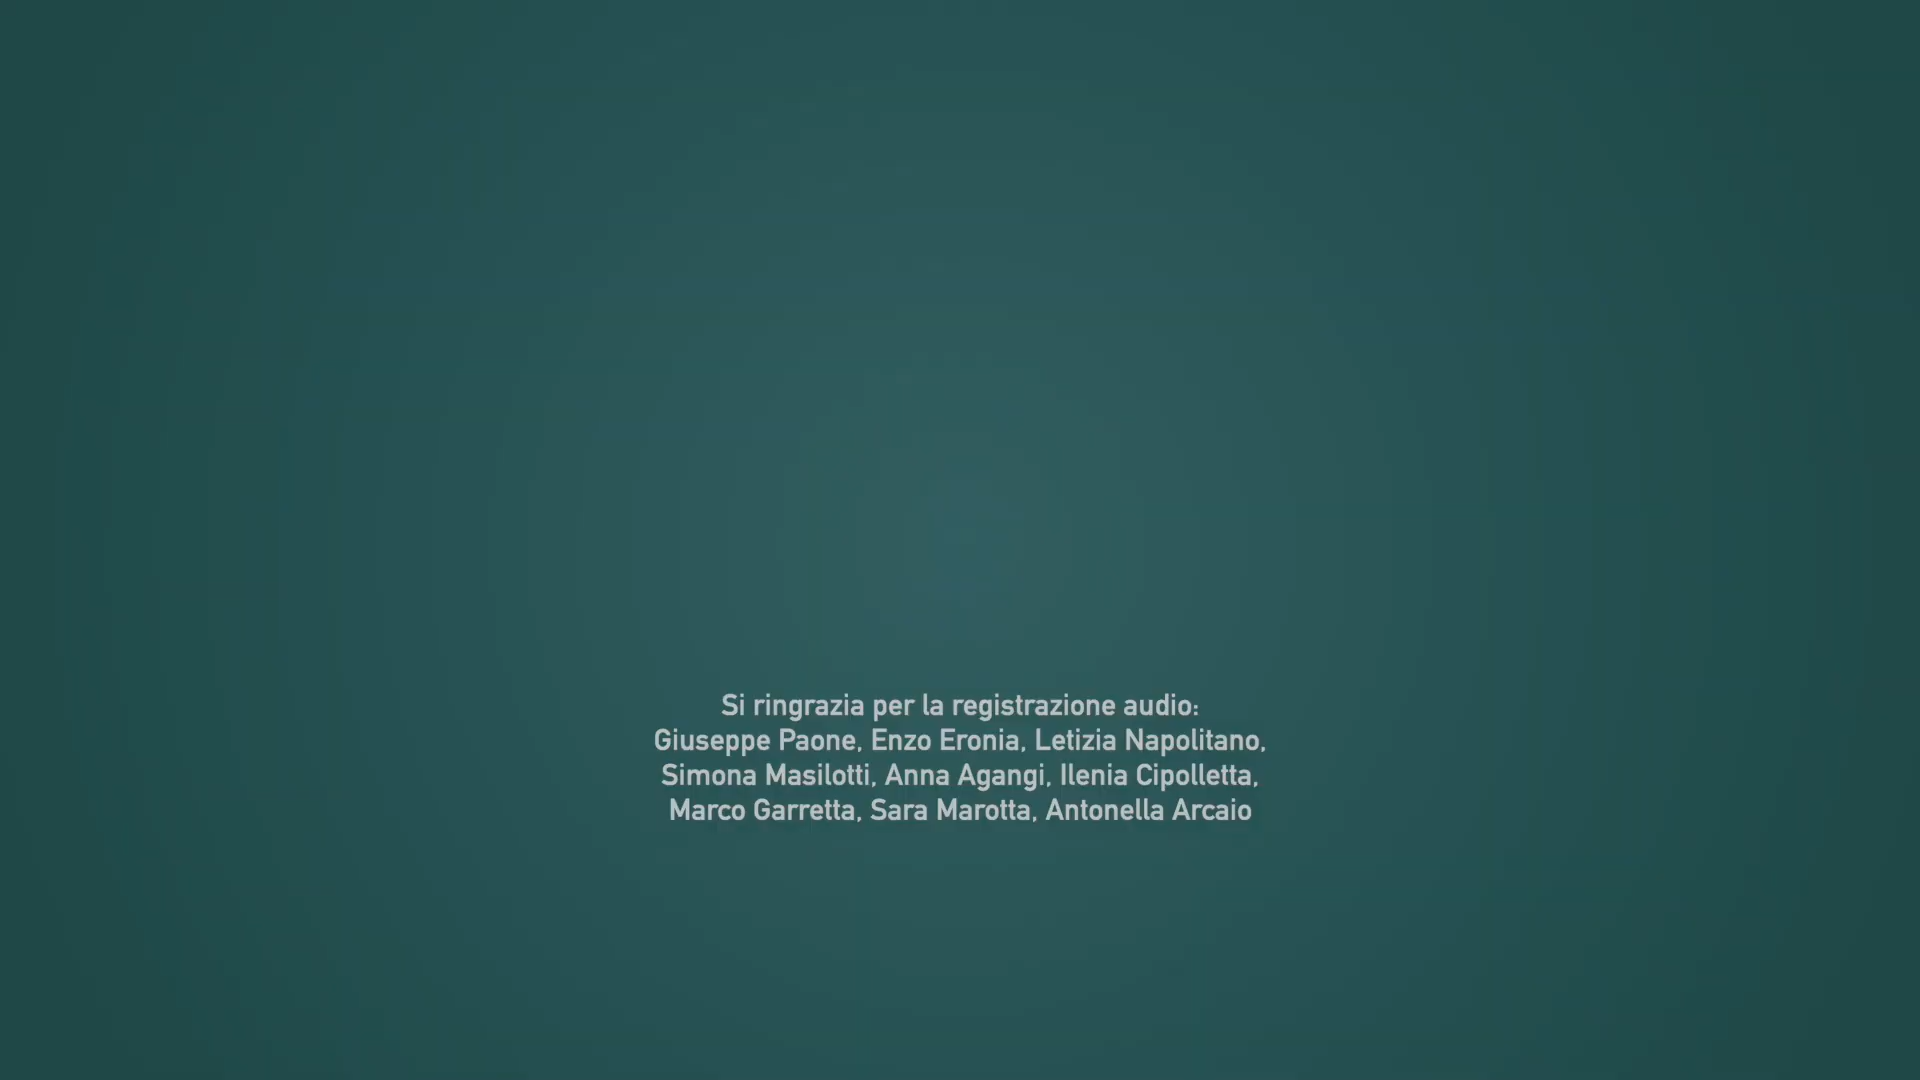 Si ringrazia per la registrazione audio:
Giuseppe Paone, Enzo Eronia, Letizia Napolitano,
Simona Masilotti, Anna Agangi, Ilenia Cipolletta,
Marco Garretta, Sara Marotta, Antonella Arcaio